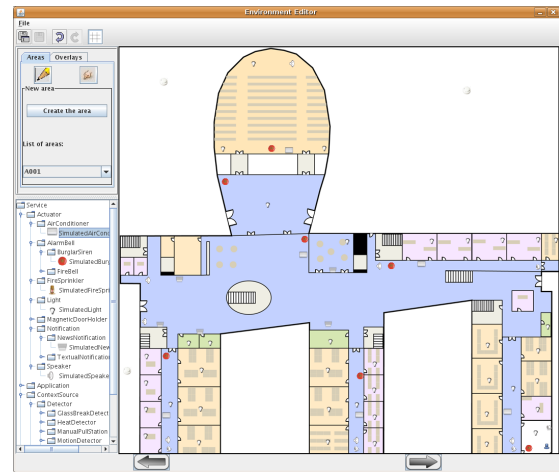 Environment Editor
File
Areas
Overlays
New area
Create the area
List of areas:
A001
Service
Actuator
AirConditioner
SimulatedAirCond
AlarmBell
BurglarSiren
SimulatedBurg
FireBell
FireSprinkler
SimulatedFireSprin
Light
SimulatedLight
MagneticDoorHolder
Notification
NewsNotification
SimulatedNew
TextualNotificatio
Speaker
SimulatedSpeake
Application
ContextSource
Detector
GlassBreakDetect
HeatDetector
ManualPullStation
MotionDetector